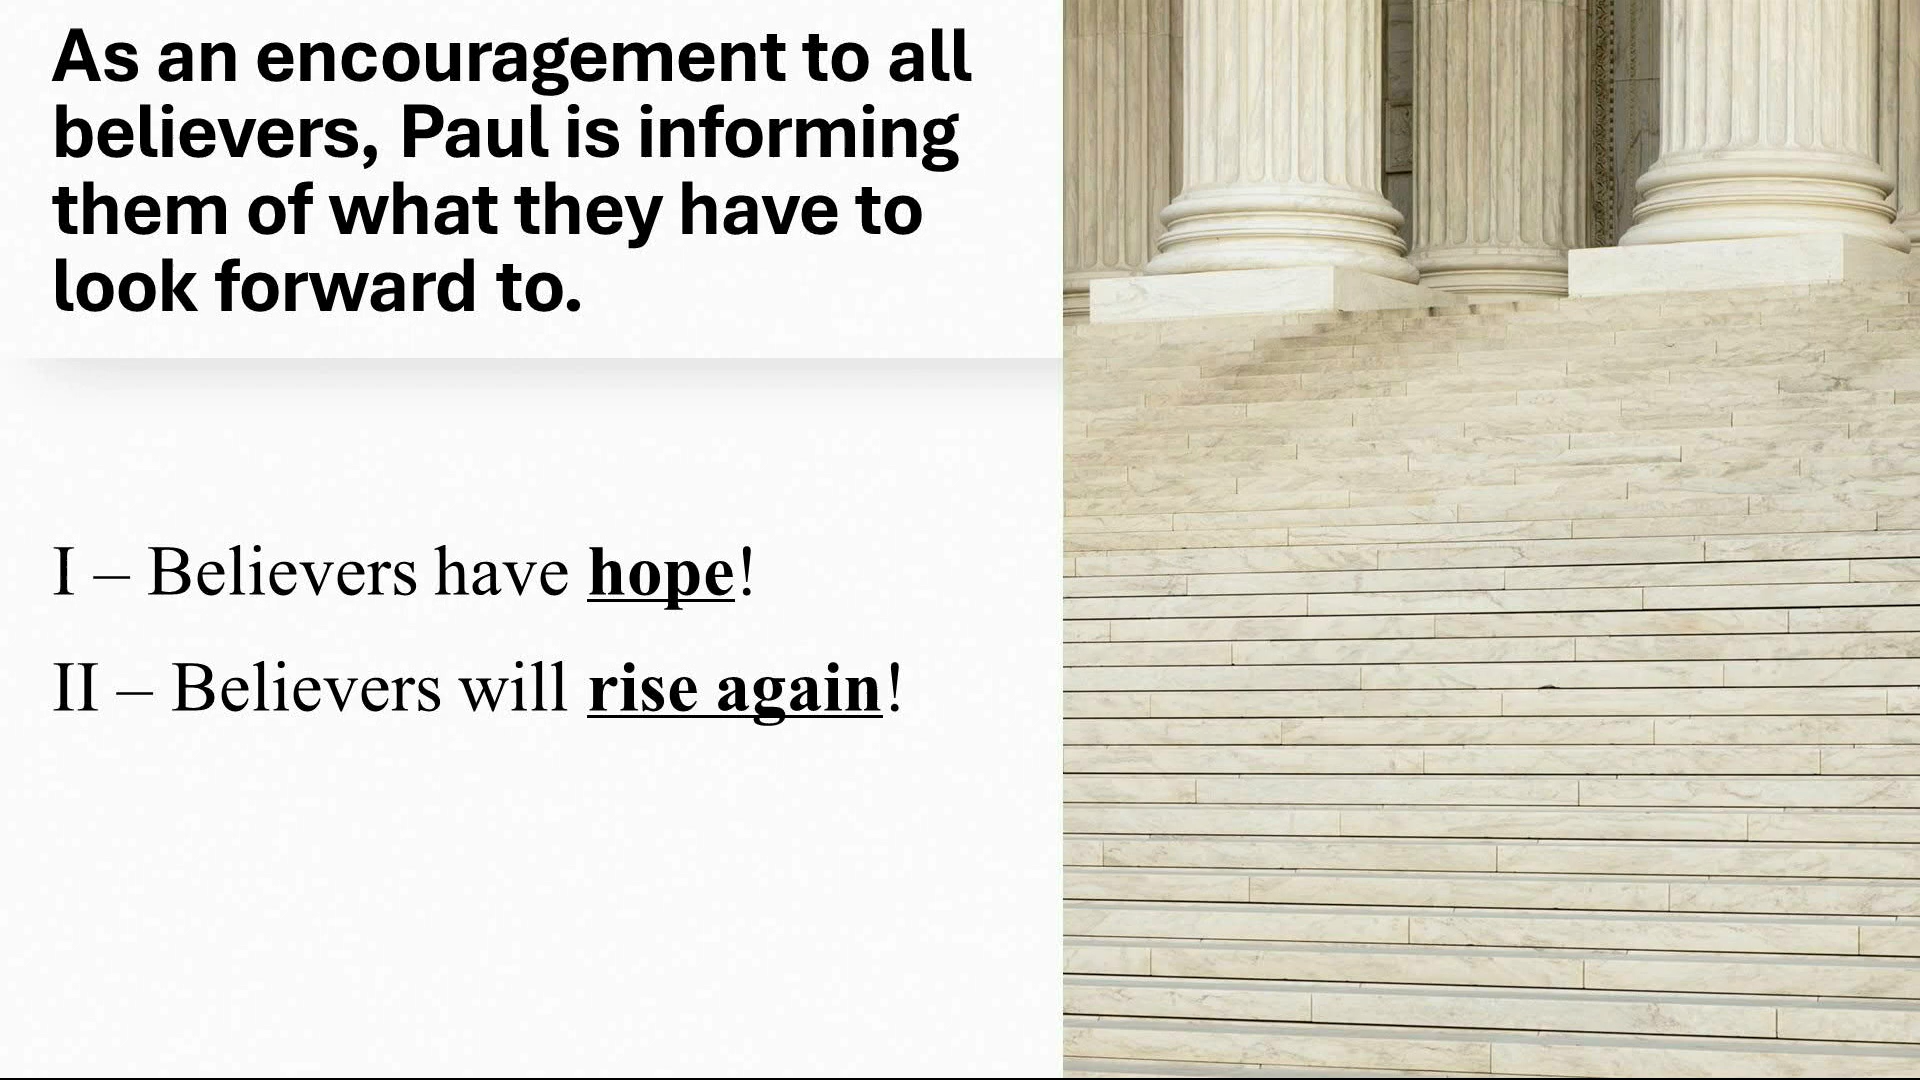 As an encouragement to all
believers, Paul is informing
them of what they have to
look forward to.
I – Believers have hope!
II – Believers will rise again!